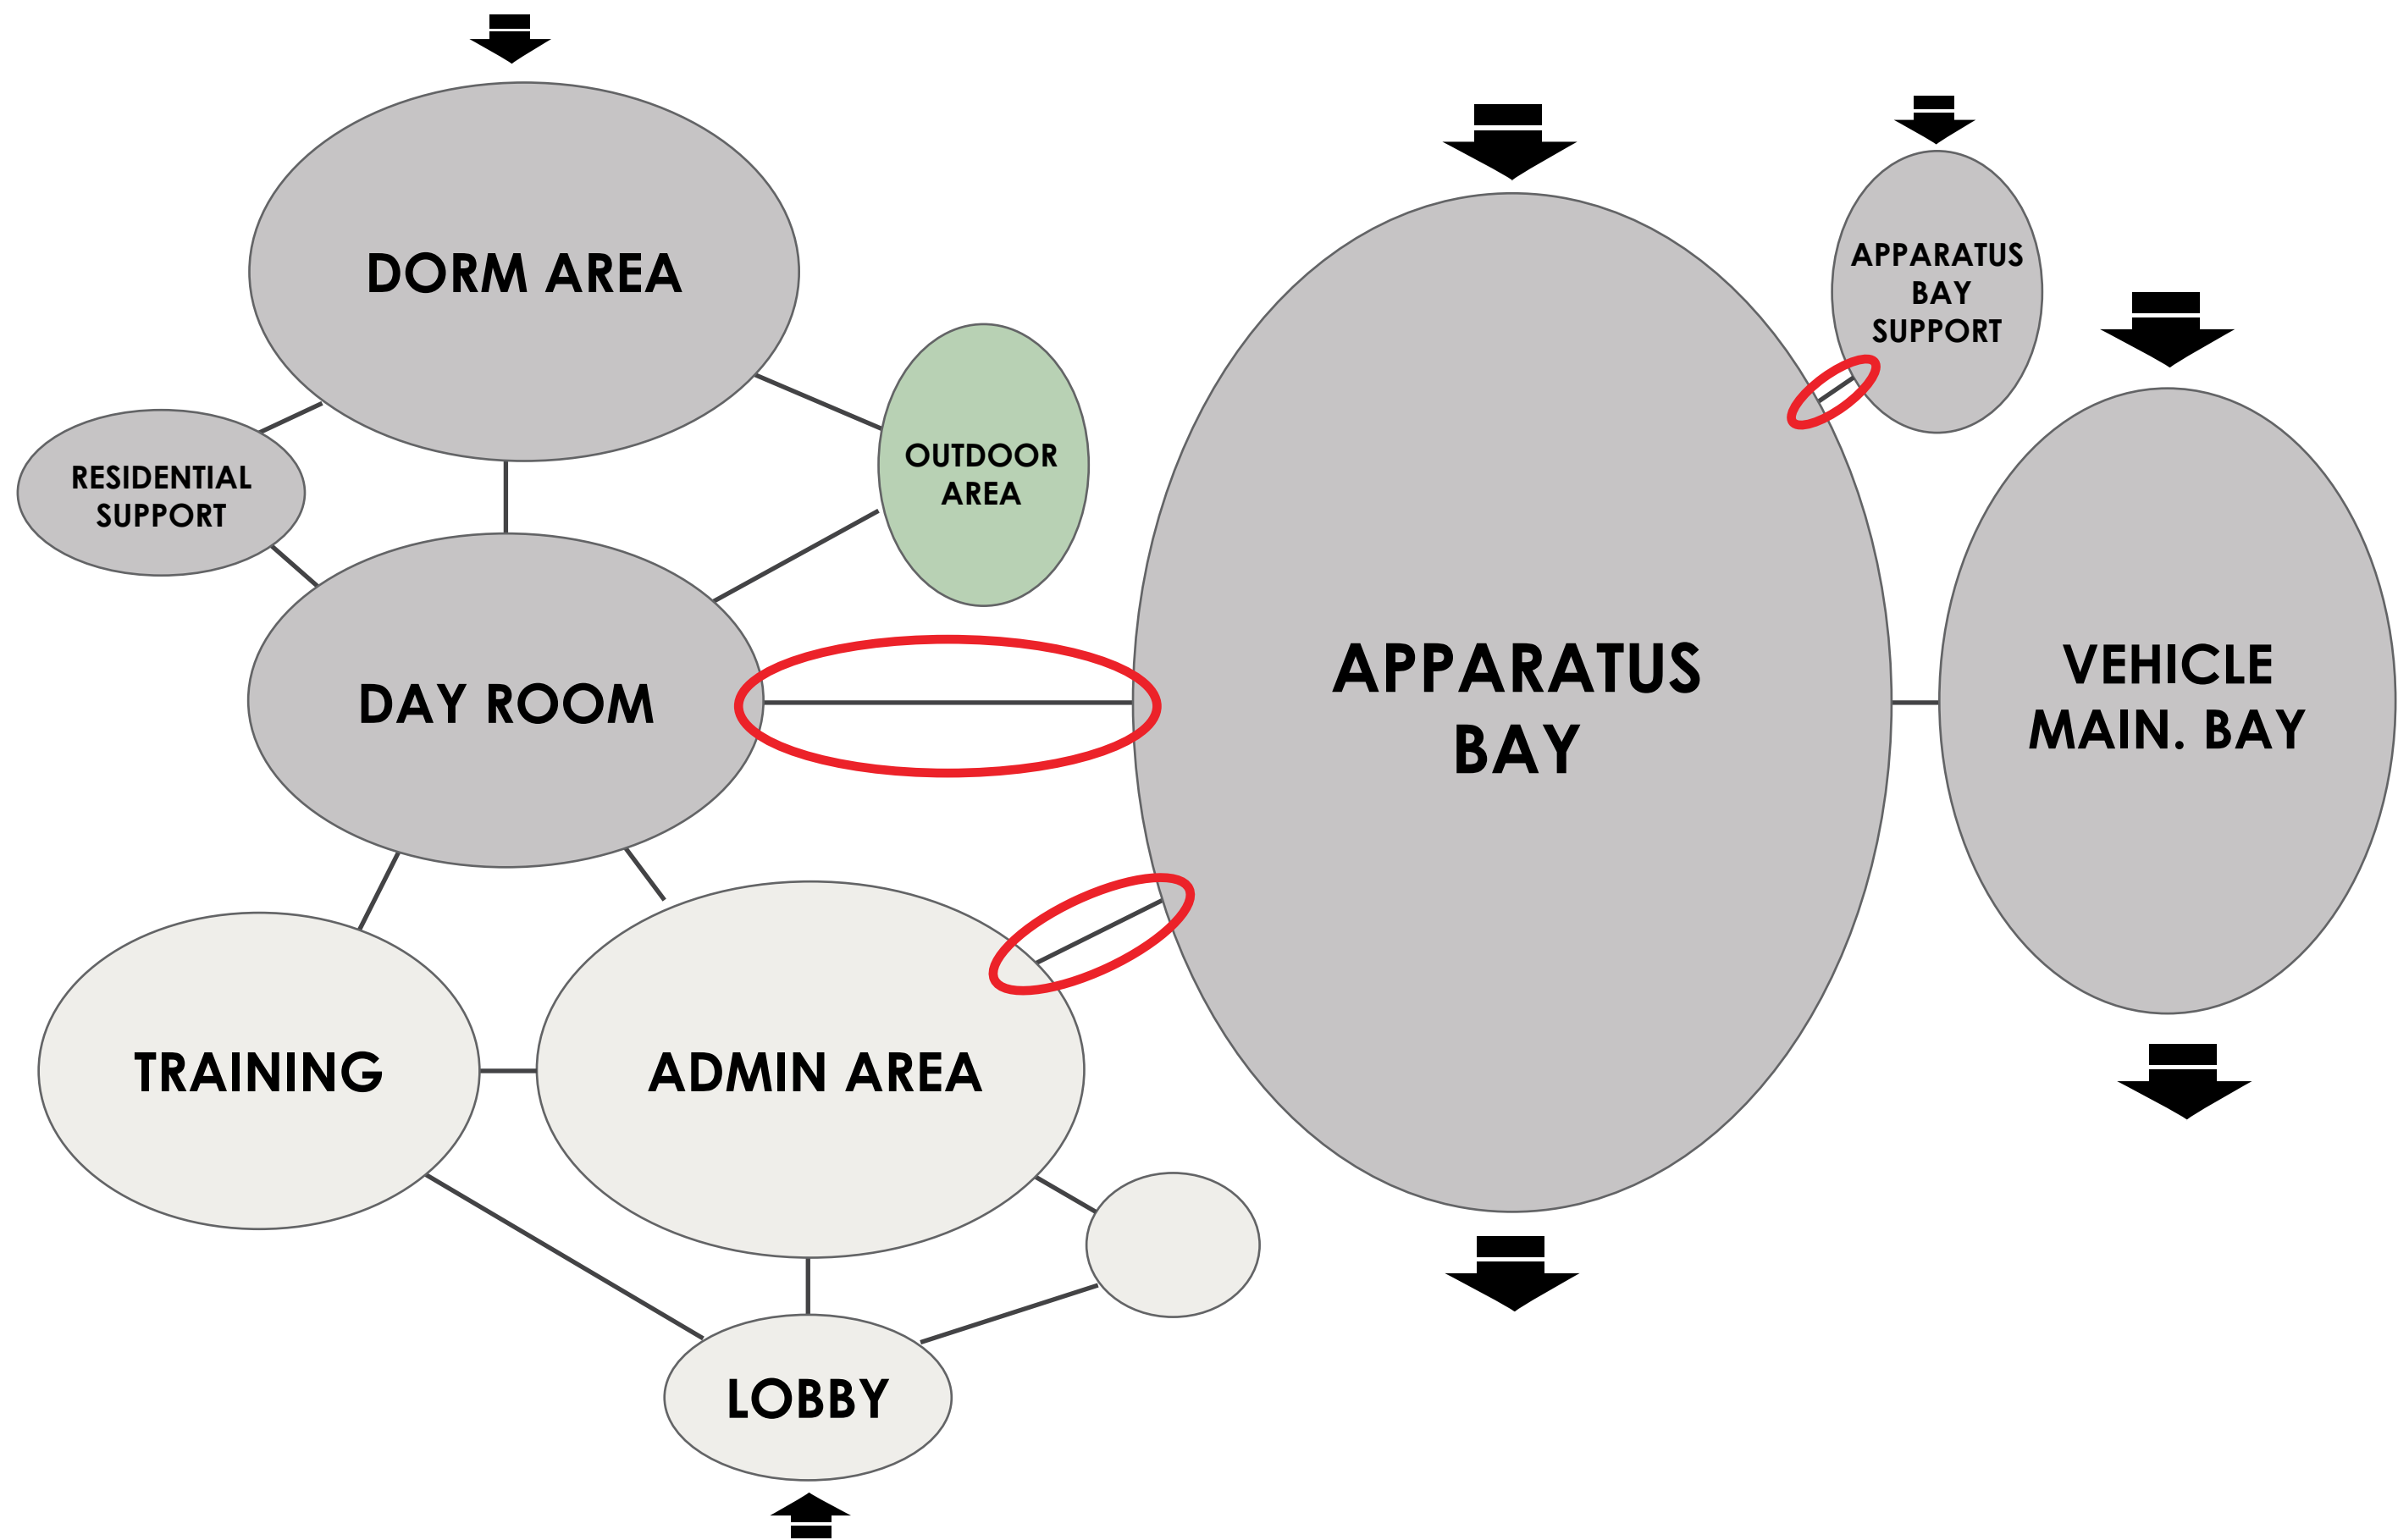 DORM AREA
APPARATUS
BAY
SUPPORT
OUTDOOR
AREA
RESIDENTIAL
SUPPORT
DAY ROOM
APPARATUS
BAY
VEHICLE
MAIN. BAY
TRAINING
ADMIN AREA
LOBBY